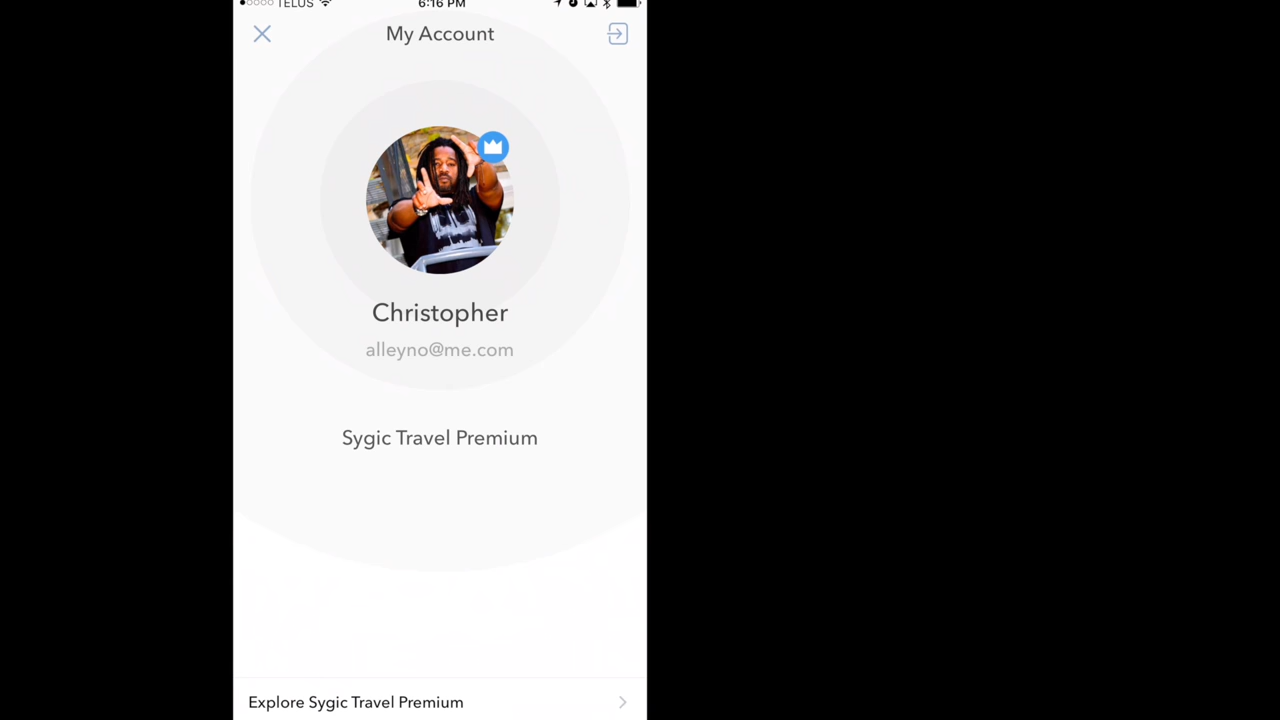 TELUS 6:16 PM
My Account
Christopher
alleyno@me.com
Sygic Travel Premium
Explore Sygic Travel Premium